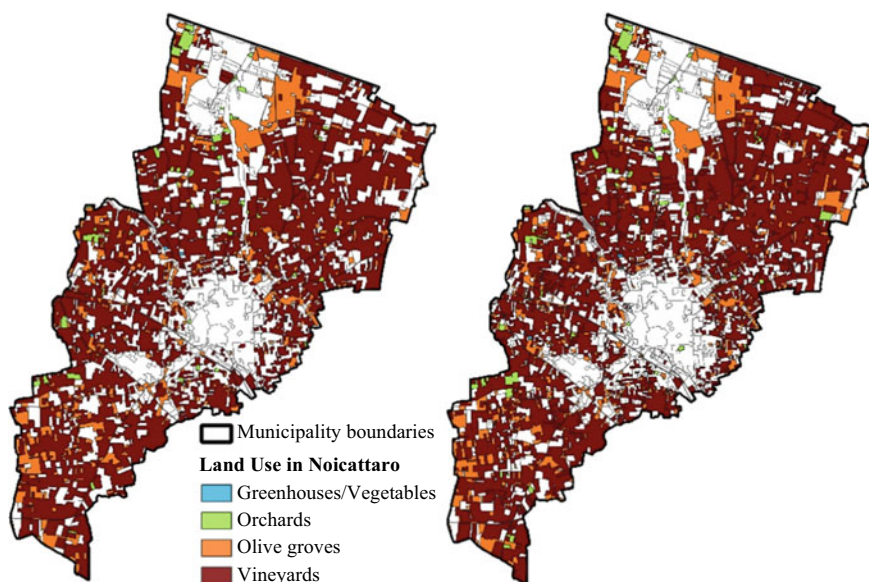 Municipality boundaries
Land Use in Noicattaro
Greenhouses/Vegetables
Orchards
Olive groves
Vineyards